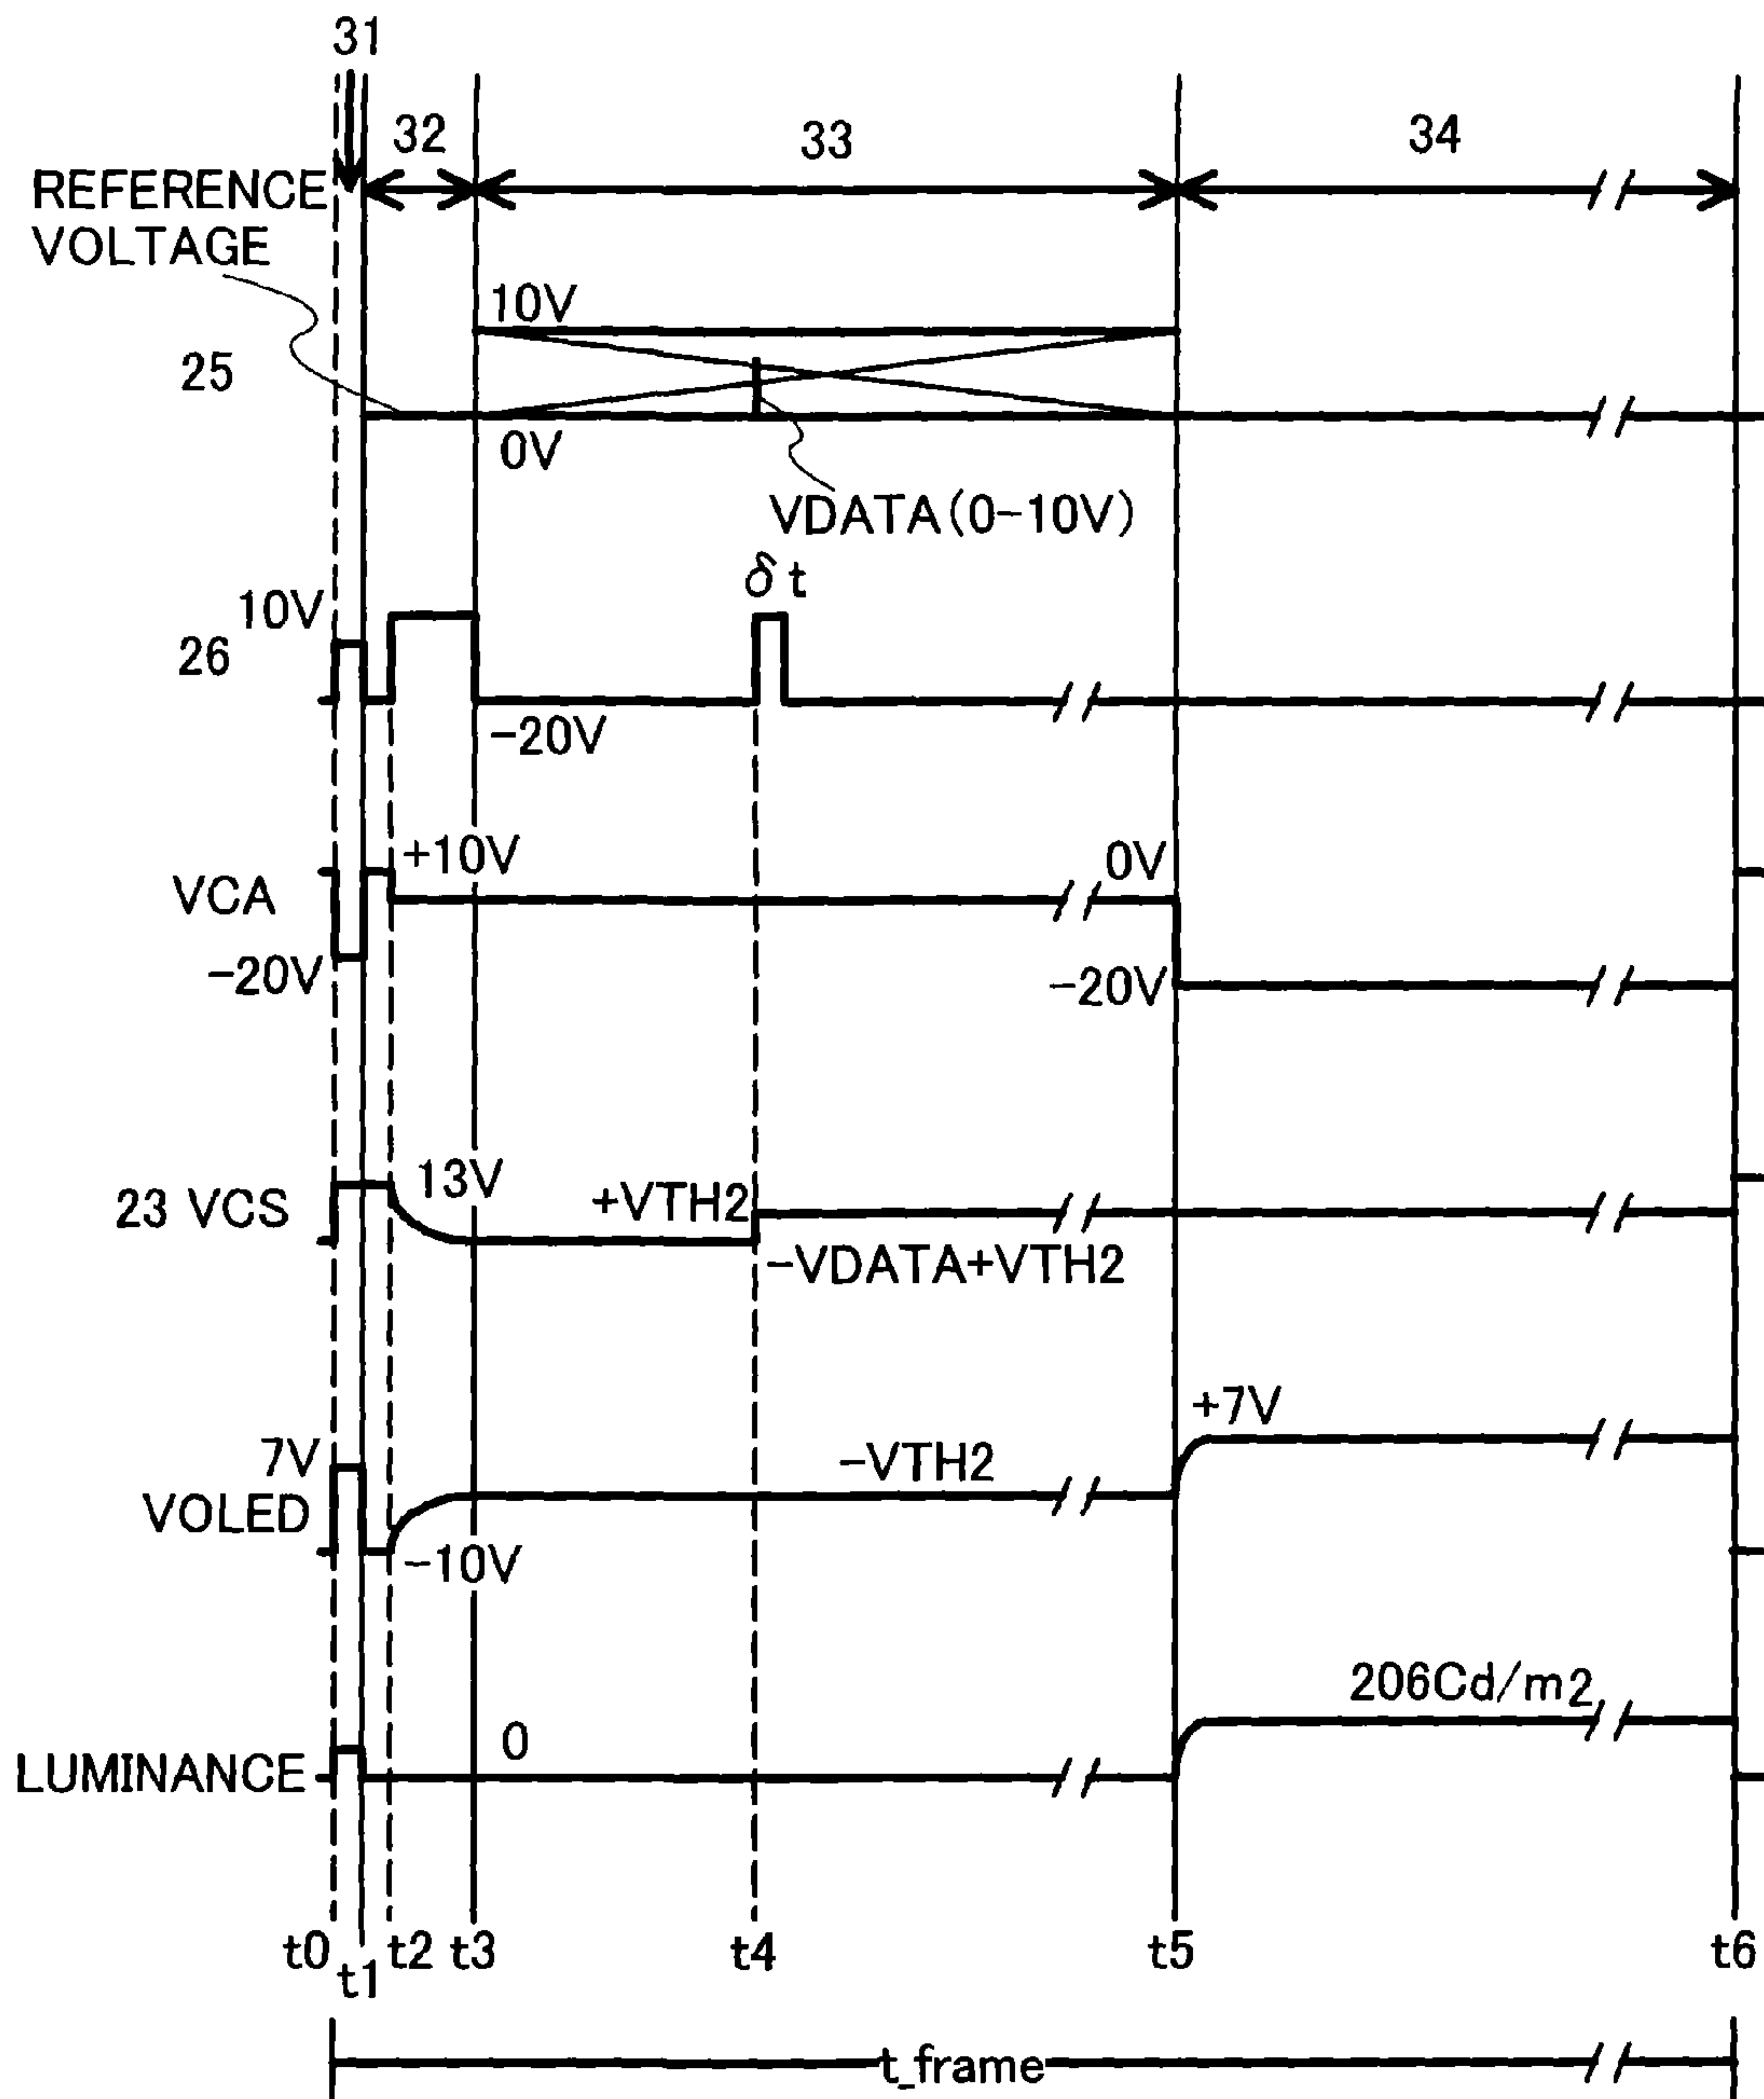 31
32 33 34
REFERENCE
VOLTAGE
10V
25
0V
VDATA(0-10V)
δt
10V
26
-20V
+10V 0V
VCA
-20V -20V
13V +VTH2
23 VCS
-VDATA+VTH2
+7V
7V -VTH2
VOLED
-10V
206Cd/m2
0
LUMINANCE
t0 t1 t2 t3 t4 t5 t6
t_frame